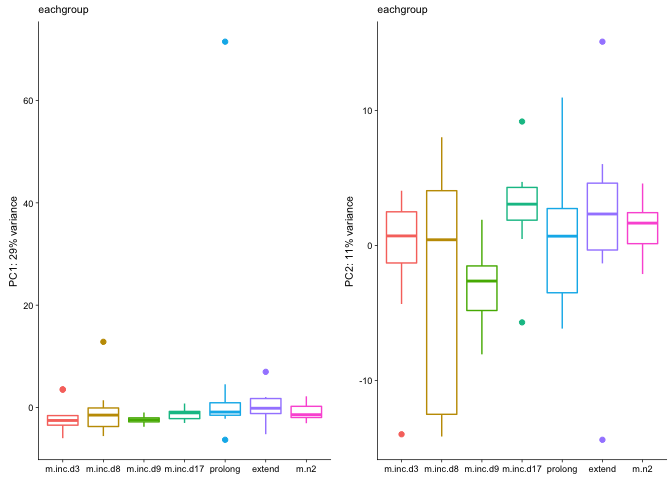 eachgroup
PC1: 29% variance
60
40
20
0
m.inc.d3 m.inc.d8 m.inc.d9 m.inc.d17 prolong extend m.n2
eachgroup
PC2: 11% variance
10
0
-10
m.inc.d3 m.inc.d8 m.inc.d9 m.inc.d17 prolong extend m.n2